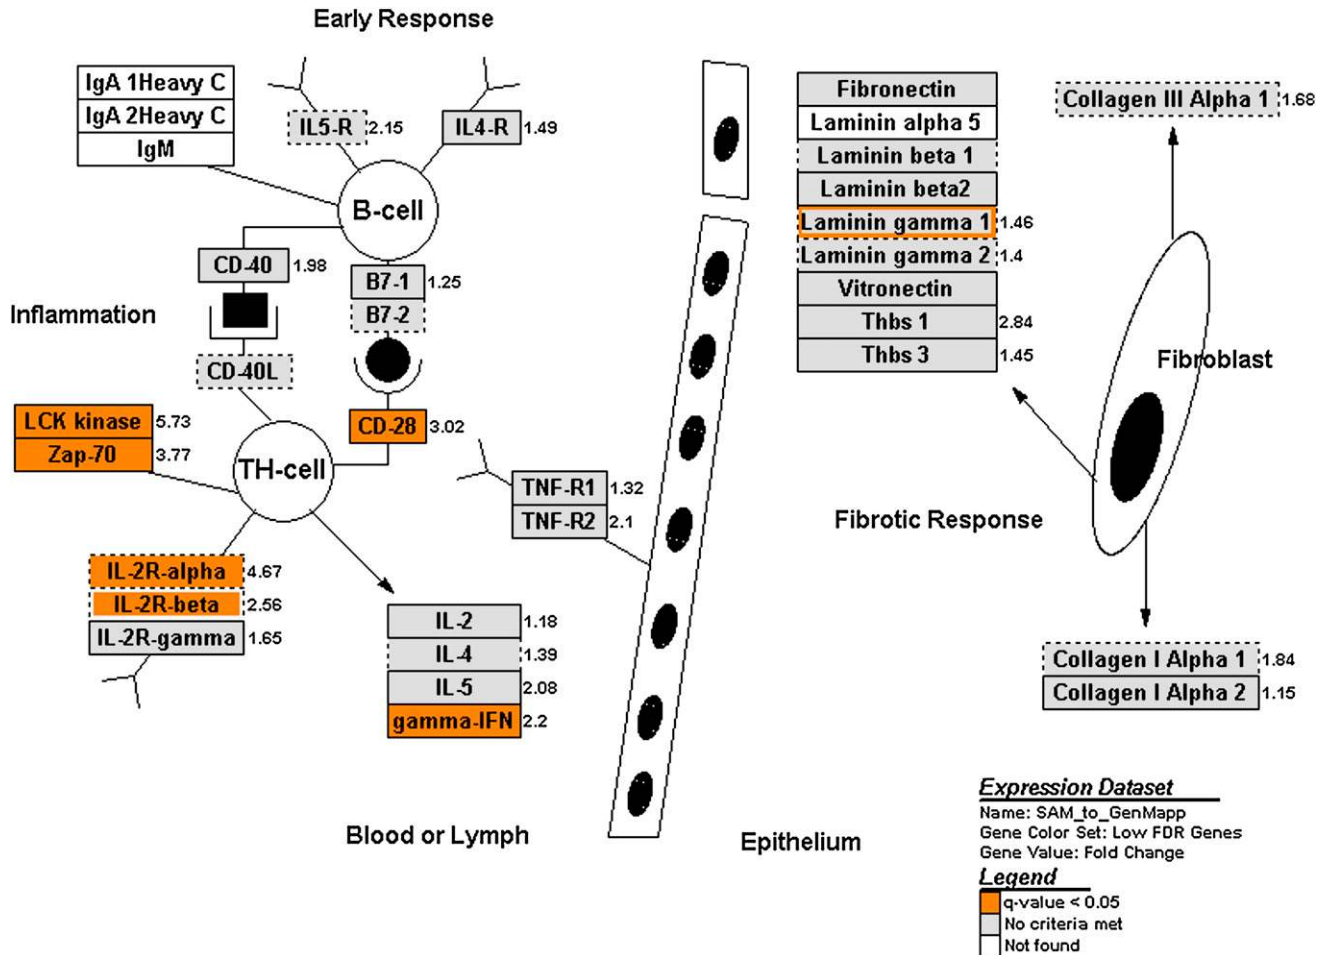 Early Response
IgA 1Heavy C
IgA 2Heavy C
IgM
IL5-R 2.15
IL4-R 1.49
B-cell
CD-40 1.98
B7-1 1.25
B7-2
Inflammation
CD-40L
LCK kinase 5.73
Zap-70 3.77
CD-28 3.02
TH-cell
IL-2R-alpha 4.67
IL-2R-beta 2.56
IL-2R-gamma 1.65
IL-2 1.18
IL-4 1.39
IL-5 2.08
gamma-IFN 2.2
TNF-R1 1.32
TNF-R2 2.1
Blood or Lymph
Epithelium
Fibronectin
Laminin alpha 5
Laminin beta 1
Laminin beta2
Laminin gamma 1 1.46
Laminin gamma 2 1.4
Vitronectin
Thbs 1 2.84
Thbs 3 1.45
Collagen III Alpha 1 1.68
Fibroblast
Fibrotic Response
Collagen I Alpha 1 1.84
Collagen I Alpha 2 1.15
Expression Dataset
Name: SAM_to_GenMapp
Gene Color Set: Low FDR Genes
Gene Value: Fold Change
Legend
q-value < 0.05
No criteria met
Not found